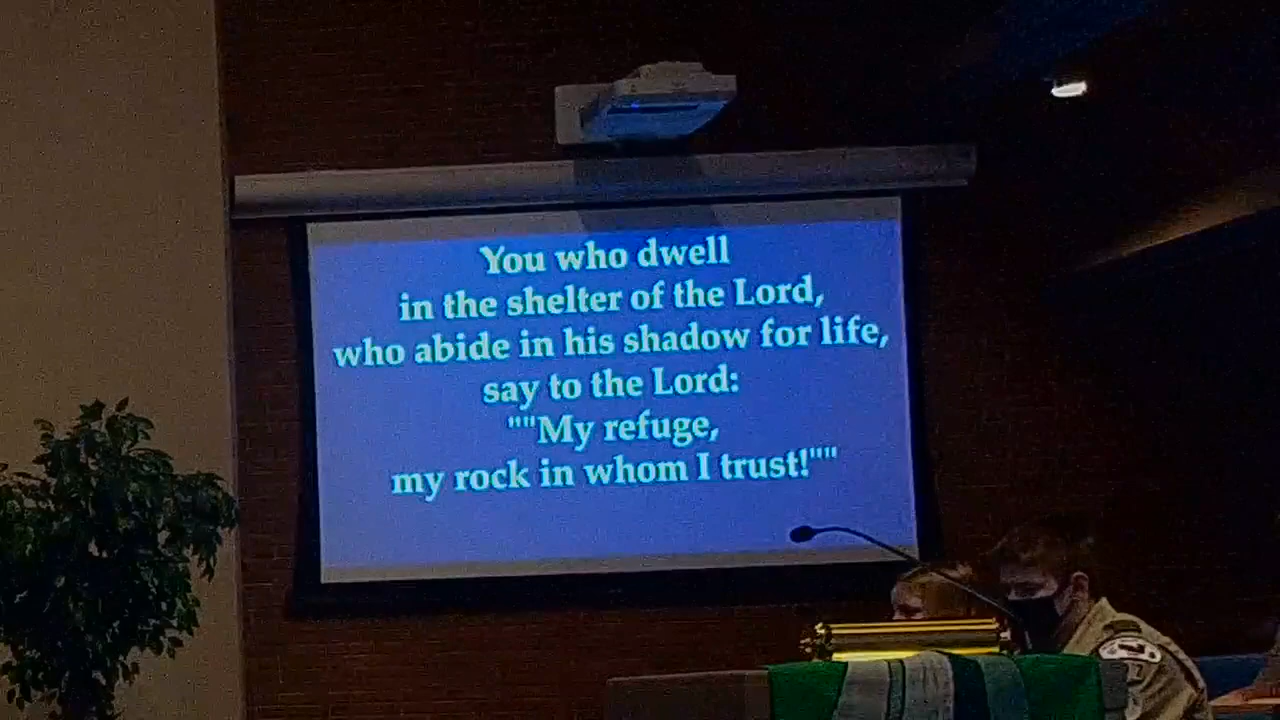 You who dwell
in the shelter of the Lord,
who abide in his shadow for life,
say to the Lord:
""My refuge,
my rock in whom I trust!""
7